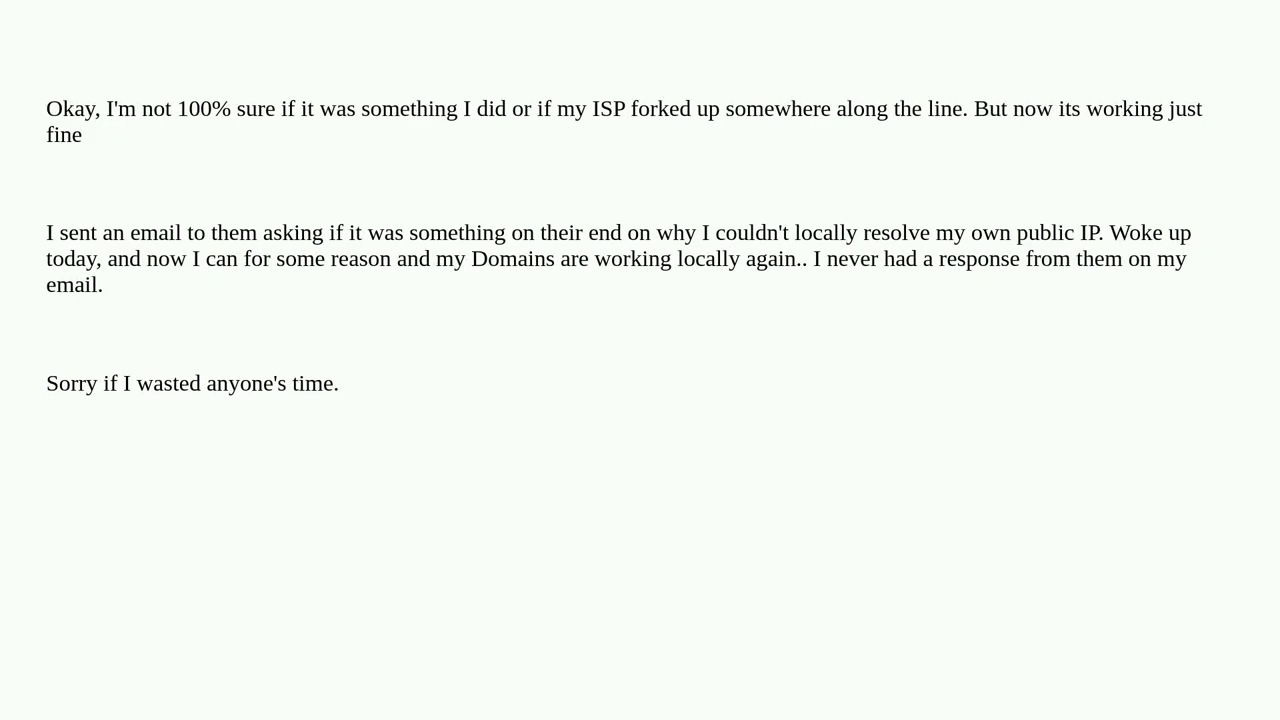 Okay, I'm not 100% sure if it was something I did or if my ISP forked up somewhere along the line. But now its working just
fine
I sent an email to them asking if it was something on their end on why I couldn't locally resolve my own public IP. Woke up
today, and now I can for some reason and my Domains are working locally again.. I never had a response from them on my
email.
Sorry if I wasted anyone's time.